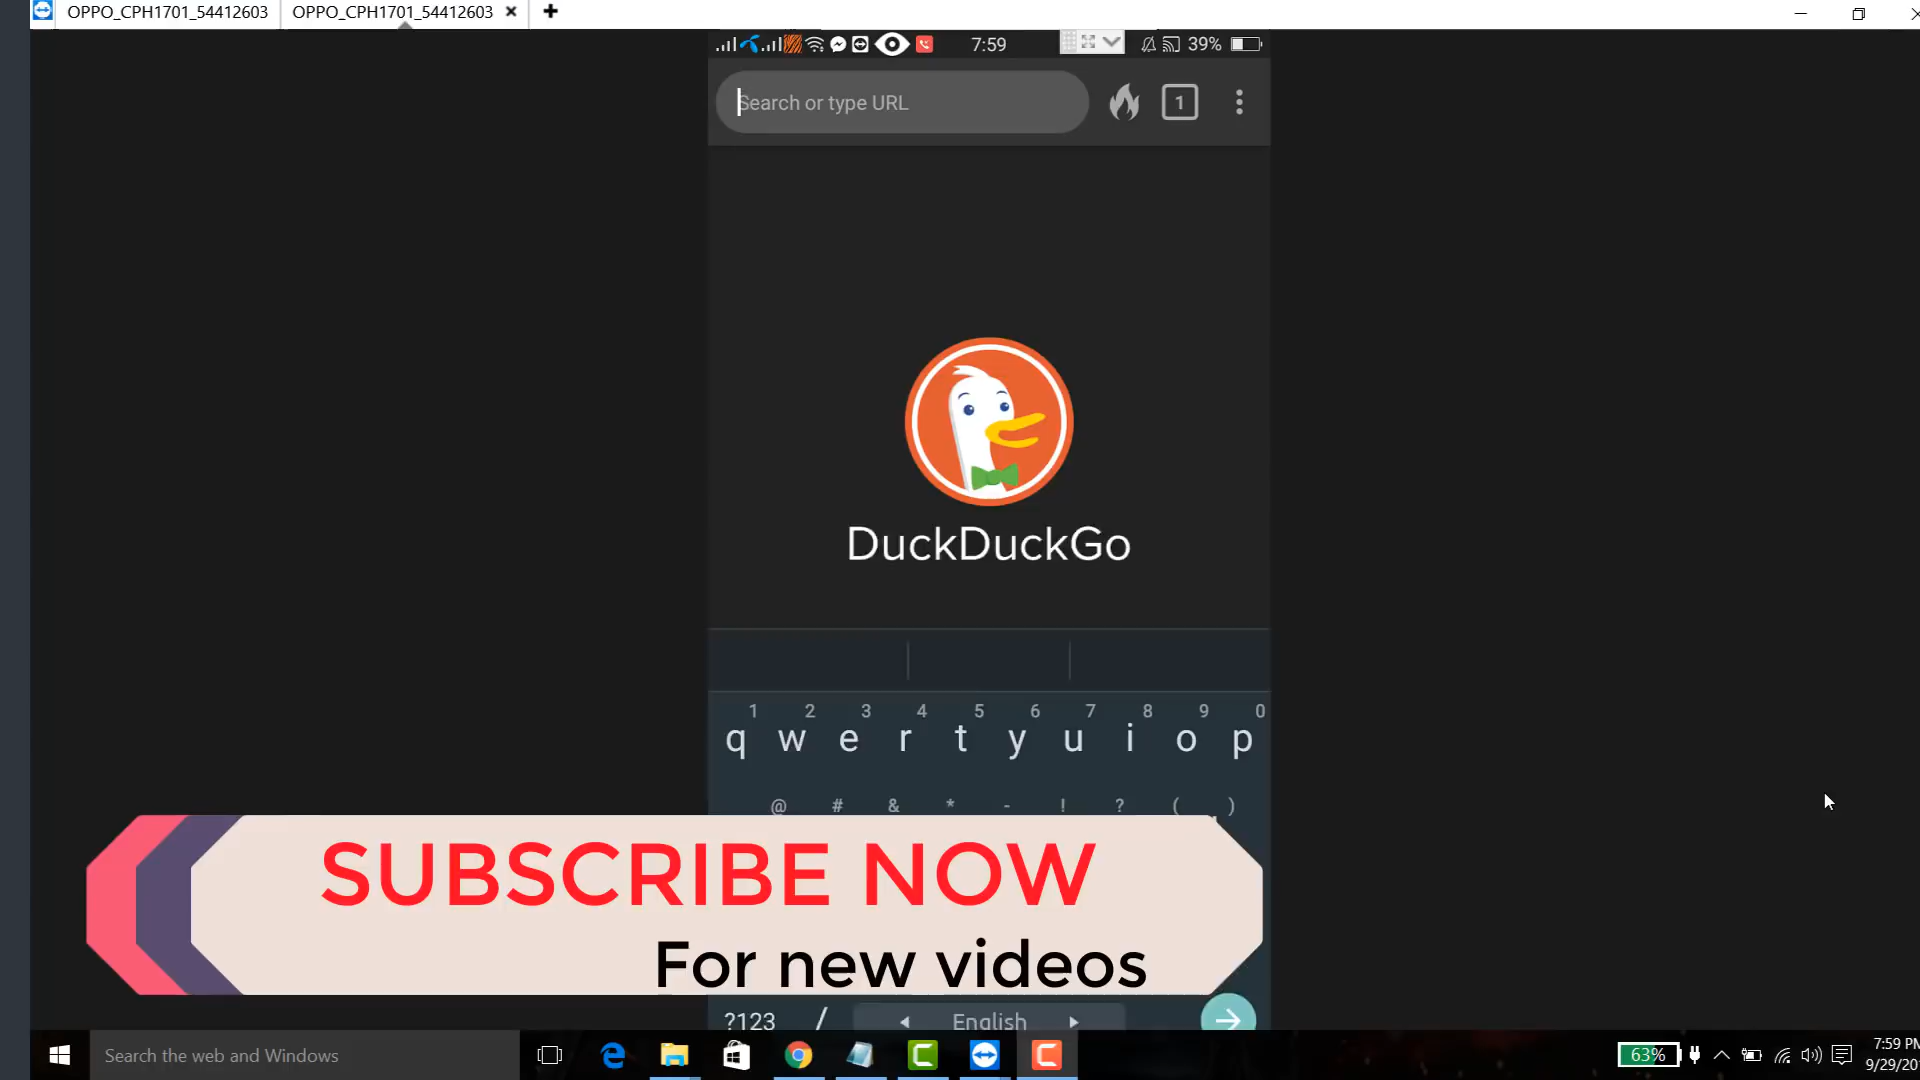 OPPO_CPH1701_54412603
OPPO_CPH1701_54412603
7:59
39%
Search or type URL
1
DuckDuckGo
1 2 3 4 5 6 7 8 9 0
q w e r t y u i o p
@ # & * - ! ? ( )
SUBSCRIBE NOW
For new videos
?123 / English
Search the web and Windows
63%
7:59 PM
9/29/20